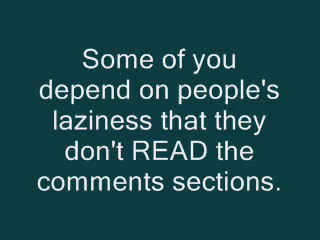 Some of you
depend on people's
laziness that they
don't READ the
comments sections.